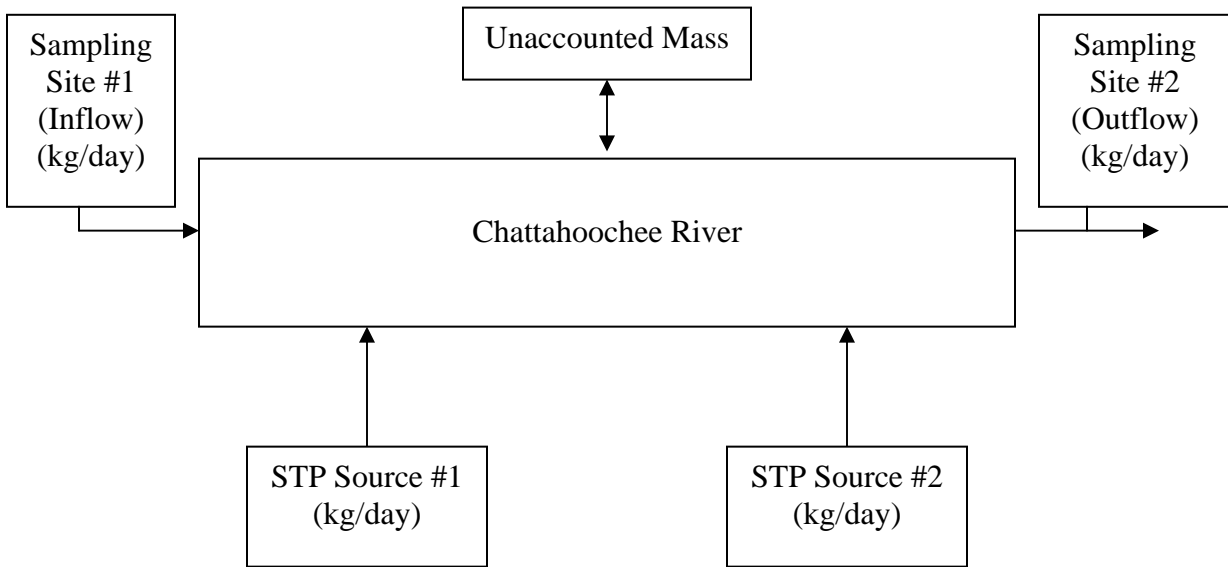 Sampling
Site #1
(Inflow)
(kg/day)
Unaccounted Mass
Sampling
Site #2
(Outflow)
(kg/day)
Chattahoochee River
STP Source #1
(kg/day)
STP Source #2
(kg/day)